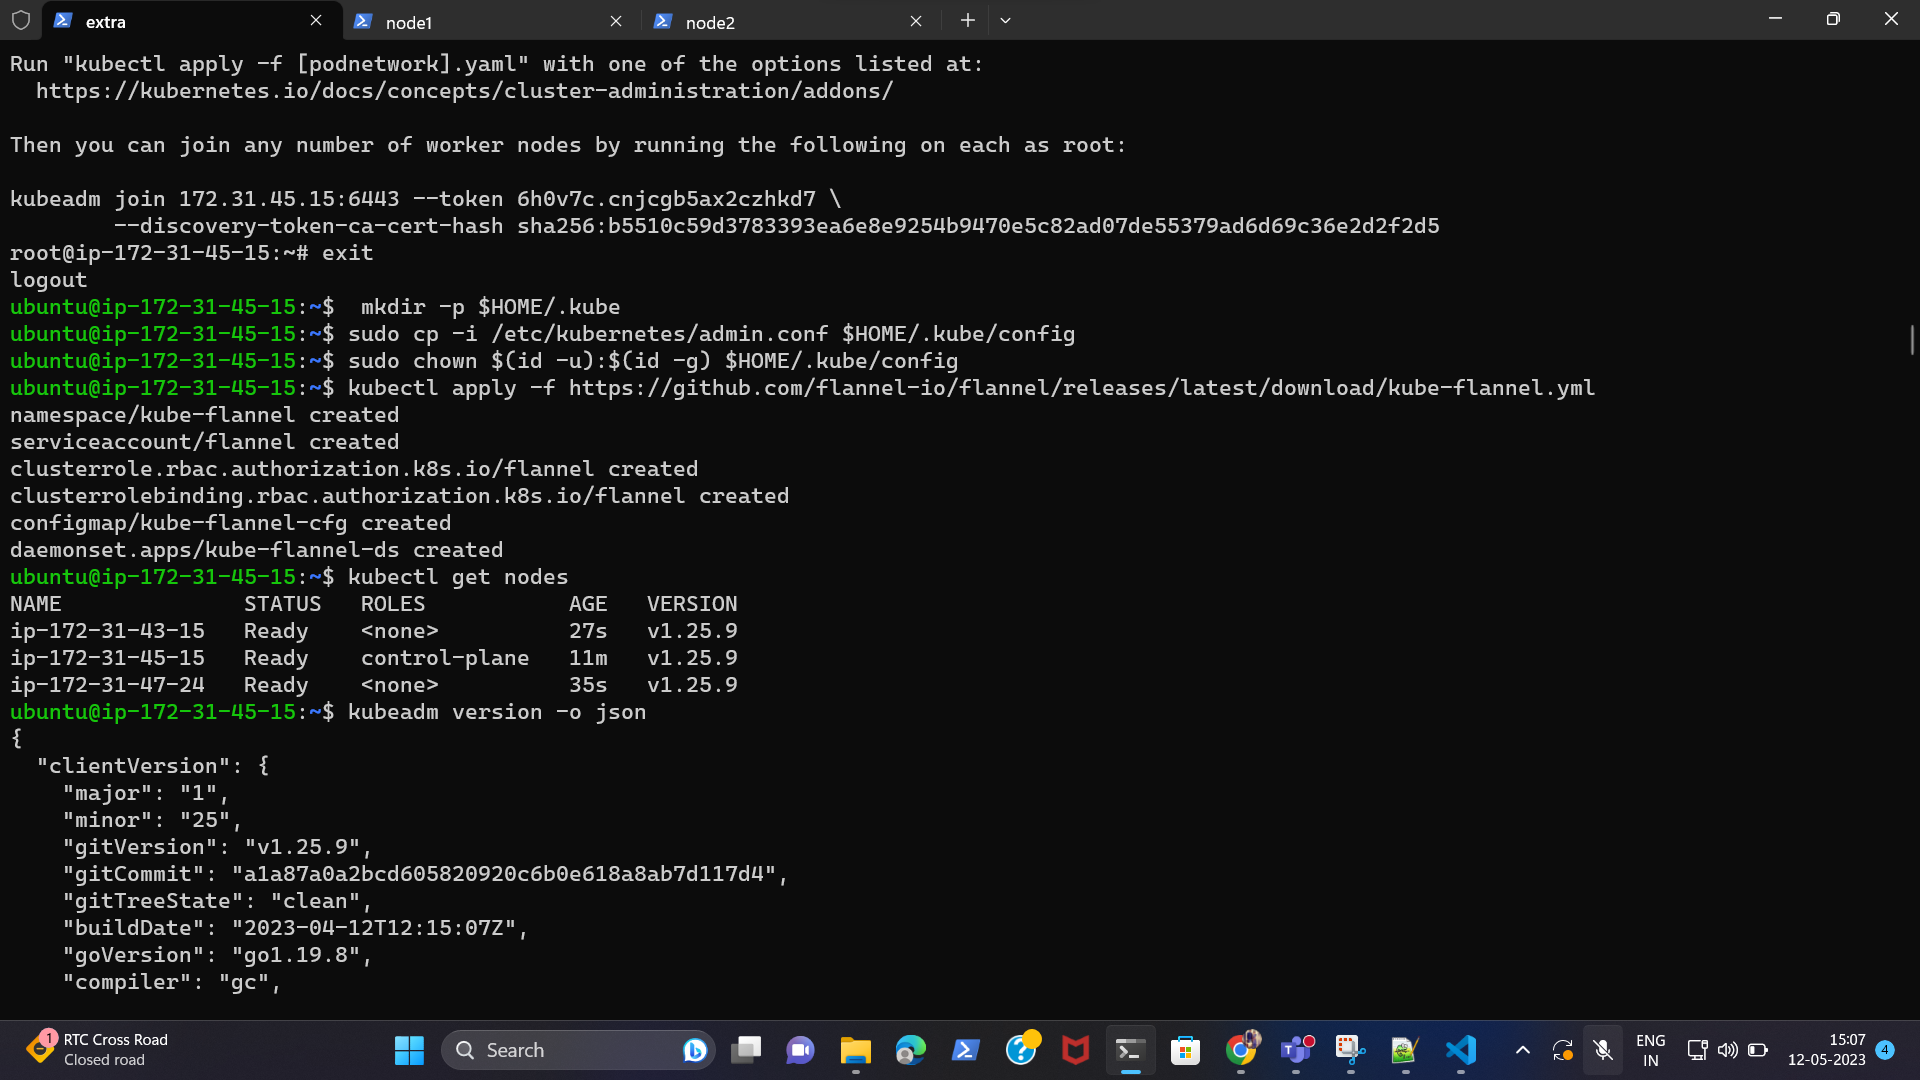 extra
node1
node2
Run "kubectl apply -f [podnetwork].yaml" with one of the options listed at:
  https://kubernetes.io/docs/concepts/cluster-administration/addons/
Then you can join any number of worker nodes by running the following on each as root:
kubeadm join 172.31.45.15:6443 --token 6h0v7c.cnjcgb5ax2czhkd7 \
        --discovery-token-ca-cert-hash sha256:b5510c59d3783393ea6e8e9254b9470e5c82ad07de55379ad6d69c36e2d2f2d5
root@ip-172-31-45-15:~# exit
logout
ubuntu@ip-172-31-45-15:~$  mkdir -p $HOME/.kube
ubuntu@ip-172-31-45-15:~$ sudo cp -i /etc/kubernetes/admin.conf $HOME/.kube/config
ubuntu@ip-172-31-45-15:~$ sudo chown $(id -u):$(id -g) $HOME/.kube/config
ubuntu@ip-172-31-45-15:~$ kubectl apply -f https://github.com/flannel-io/flannel/releases/latest/download/kube-flannel.yml
namespace/kube-flannel created
serviceaccount/flannel created
clusterrole.rbac.authorization.k8s.io/flannel created
clusterrolebinding.rbac.authorization.k8s.io/flannel created
configmap/kube-flannel-cfg created
daemonset.apps/kube-flannel-ds created
ubuntu@ip-172-31-45-15:~$ kubectl get nodes
NAME              STATUS   ROLES           AGE   VERSION
ip-172-31-43-15   Ready    <none>          27s   v1.25.9
ip-172-31-45-15   Ready    control-plane   11m   v1.25.9
ip-172-31-47-24   Ready    <none>          35s   v1.25.9
ubuntu@ip-172-31-45-15:~$ kubeadm version -o json
{
  "clientVersion": {
    "major": "1",
    "minor": "25",
    "gitVersion": "v1.25.9",
    "gitCommit": "a1a87a0a2bcd605820920c6b0e618a8ab7d117d4",
    "gitTreeState": "clean",
    "buildDate": "2023-04-12T12:15:07Z",
    "goVersion": "go1.19.8",
    "compiler": "gc",
1
RTC Cross Road
Closed road
Search
ENG
IN
15:07
12-05-2023
4